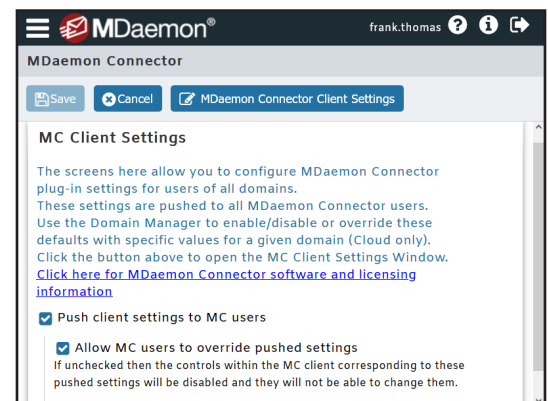 MDaemon®
frank.thomas
MDaemon Connector
Save
Cancel
MDaemon Connector Client Settings
MC Client Settings
The screens here allow you to configure MDaemon Connector
plug-in settings for users of all domains.
These settings are pushed to all MDaemon Connector users.
Use the Domain Manager to enable/disable or override these
defaults with specific values for a given domain (Cloud only).
Click the button above to open the MC Client Settings Window.
Click here for MDaemon Connector software and licensing
information
Push client settings to MC users
Allow MC users to override pushed settings
If unchecked then the controls within the MC client corresponding to these
pushed settings will be disabled and they will not be able to change them.